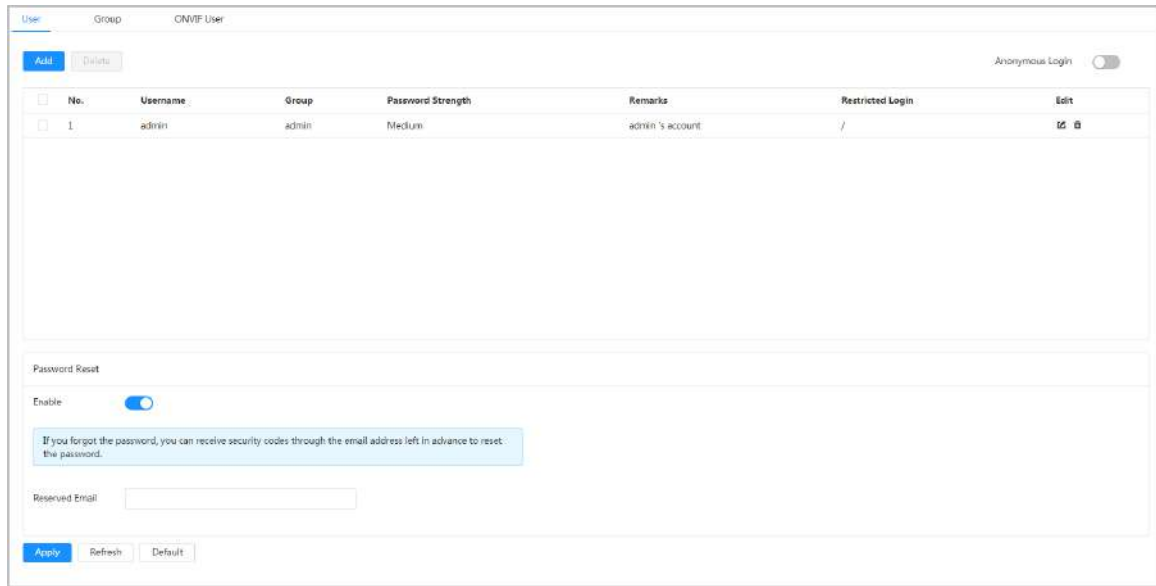 User Group ONVIF User
Add Delete Anonymous Login
No. Username Group Password Strength Remarks Restricted Login Edit
1 admin admin Medium admin 's account /
Password Reset
Enable
If you forgot the password, you can receive security codes through the email address left in advance to reset
the password.
Reserved Email
Apply Refresh Default